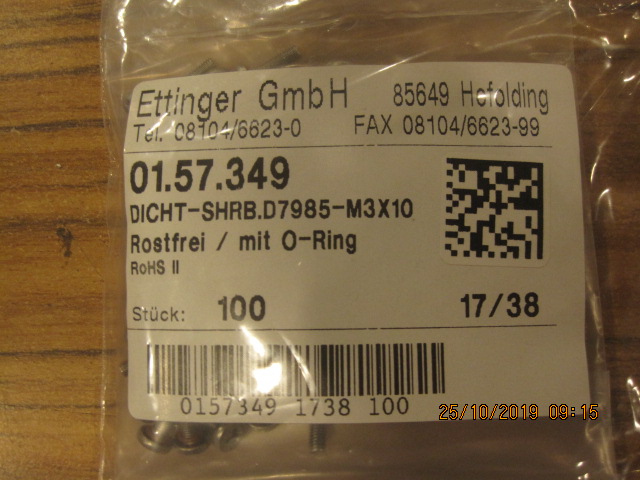 Ettinger GmbH 85649 Hofolding
Tel. 08104/6623-0 FAX 08104/6623-99
01.57.349
DICHT-SHRB.D7985-M3X10
Rostfrei / mit O-Ring
RoHS II
Stück: 100 17/38
0157349 1738 100
25/10/2019 09:15